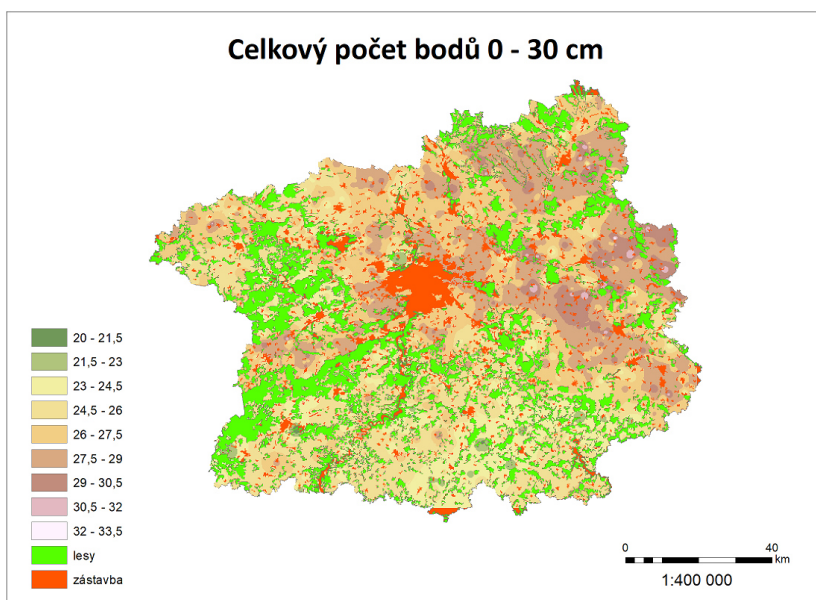 Celkový počet bodů 0 - 30 cm
20 - 21,5
21,5 - 23
23 - 24,5
24,5 - 26
26 - 27,5
27,5 - 29
29 - 30,5
30,5 - 32
32 - 33,5
lesy
zástavba
0 40
km
1:400 000